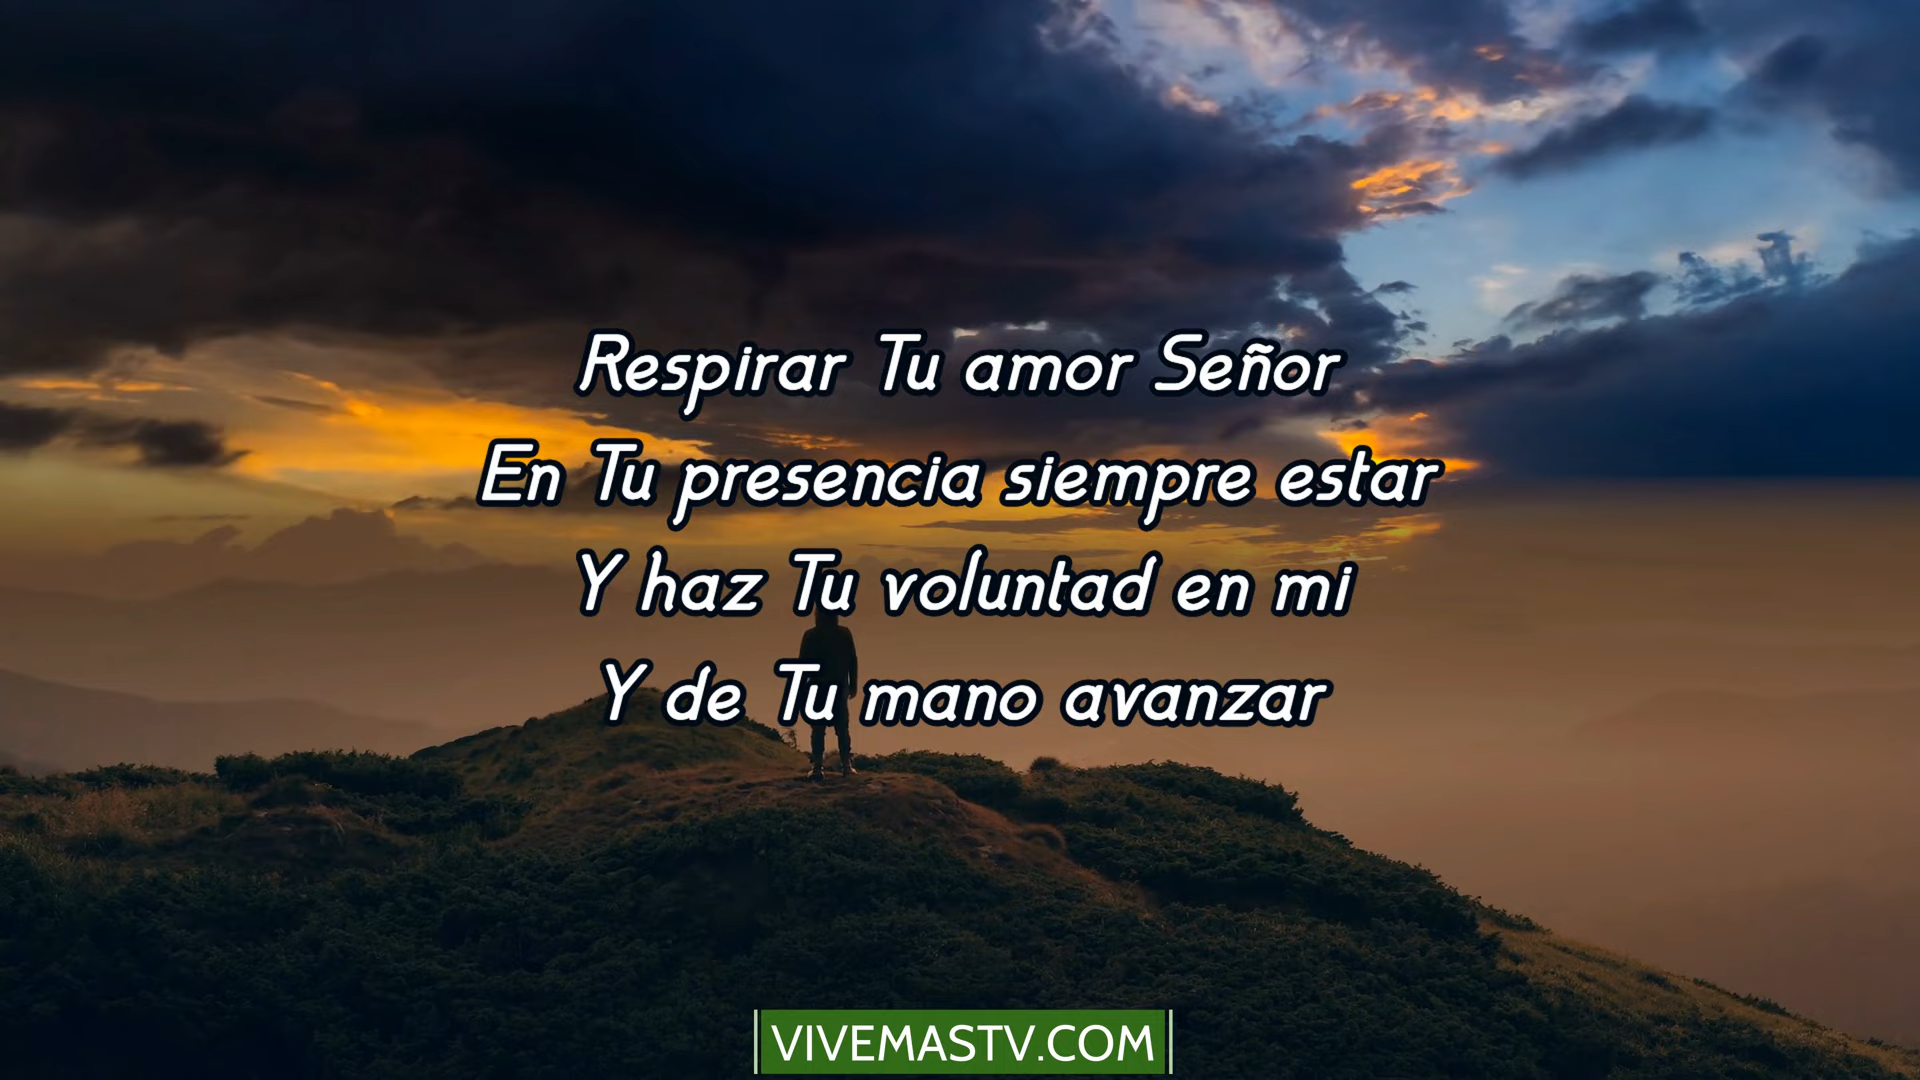 Respirar Tu amor Señor
En Tu presencia siempre estar
Y haz Tu voluntad en mi
Y de Tu mano avanzar
VIVEMASTV.COM